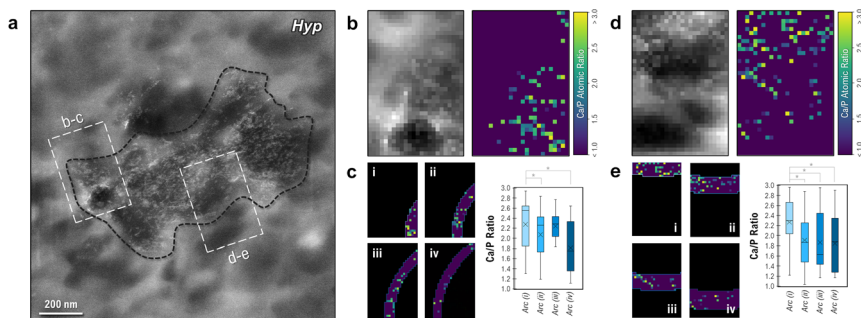 a
Hyp
b-c
d-e
200 nm
b
> 3.0
2.5
2.0
1.5
< 1.0
Ca/P Atomic Ratio
c
i
ii
iii
iv
Ca/P Ratio
3.0
2.8
2.6
2.4
2.2
2.0
1.8
1.6
1.4
1.2
1.0
*
*
Arc (i)
Arc (ii)
Arc (iii)
Arc (iv)
d
> 3.0
2.5
2.0
1.5
< 1.0
Ca/P Atomic Ratio
e
i
ii
iii
iv
Ca/P Ratio
3.0
2.8
2.6
2.4
2.2
2.0
1.8
1.6
1.4
1.2
1.0
*
*
*
Arc (i)
Arc (ii)
Arc (iii)
Arc (iv)